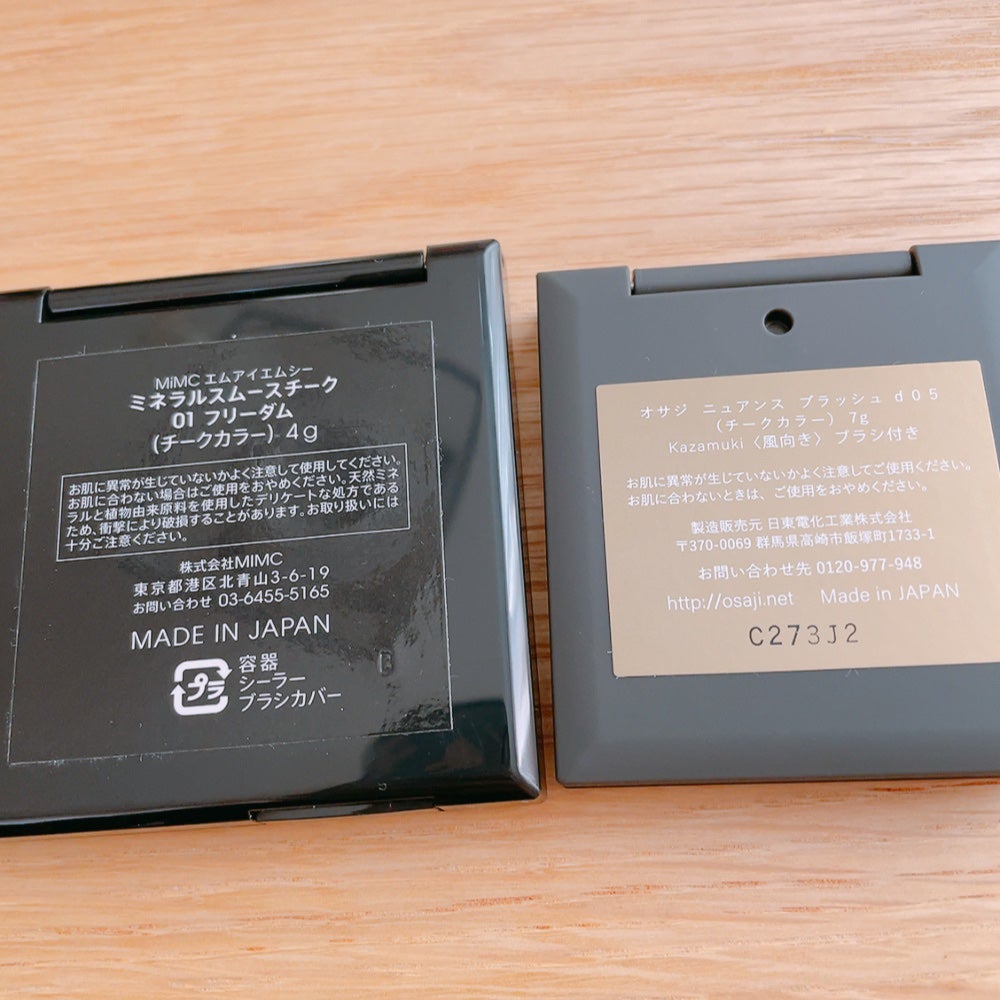 MiMC エムアイエムシー
ミネラルスムースチーク
01 フリーダム
(チークカラー) 4g
お肌に異常が生じていないかよく注意して使用してください。
お肌に合わない場合はご使用をおやめください。天然ミネ
ラルと植物由来原料を使用したデリケートな処方である
ため、衝撃により破損することがあります。お取り扱いには
十分ご注意ください。
株式会社MIMC
東京都港区北青山3-6-19
お問い合わせ 03-6455-5165
MADE IN JAPAN
プラ
容器
シーラー
ブラシカバー
オサジ ニュアンス ブラッシュ d05
(チークカラー) 7g
Kazamuki〈風向き〉ブラシ付き
お肌に異常が生じていないかよく注意してご使用ください。
お肌に合わないときは、ご使用をおやめください。
製造販売元 日東電化工業株式会社
〒370-0069 群馬県高崎市飯塚町1733-1
お問い合わせ先 0120-977-948
http://osaji.net Made in JAPAN
C273J2